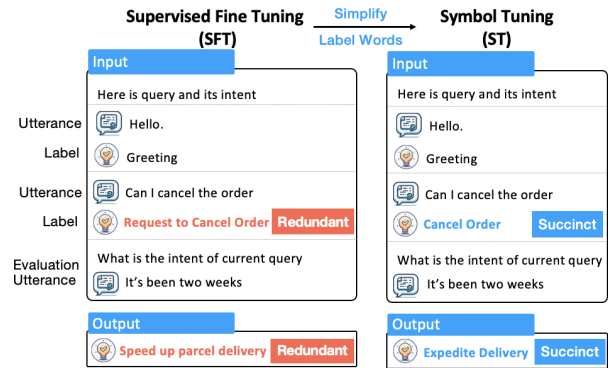 Supervised Fine Tuning
(SFT)
Simplify
Label Words
Symbol Tuning
(ST)
Input
Here is query and its intent
Utterance
Hello.
Label
Greeting
Utterance
Can I cancel the order
Label
Request to Cancel Order
Redundant
What is the intent of current query
Evaluation
Utterance
It's been two weeks
Output
Speed up parcel delivery
Redundant
Input
Here is query and its intent
Hello.
Greeting
Can I cancel the order
Cancel Order
Succinct
What is the intent of current query
It's been two weeks
Output
Expedite Delivery
Succinct